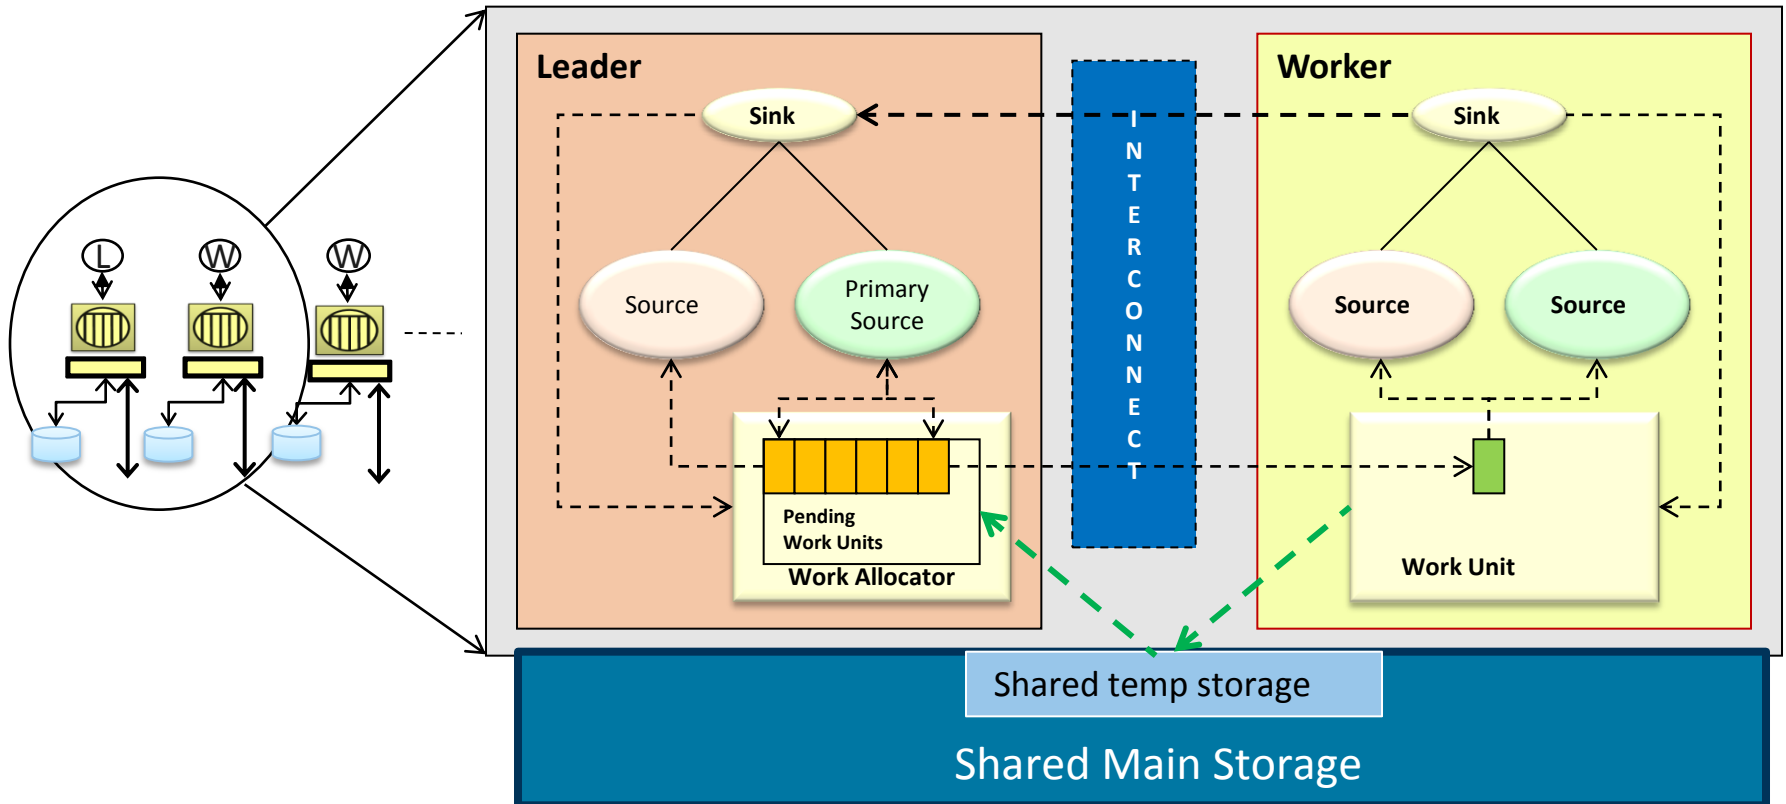 L
W
W
Leader
Sink
Source
Primary
Source
Pending
Work Units
Work Allocator
INTERCONNECT
Worker
Sink
Source
Source
Work Unit
Shared temp storage
Shared Main Storage